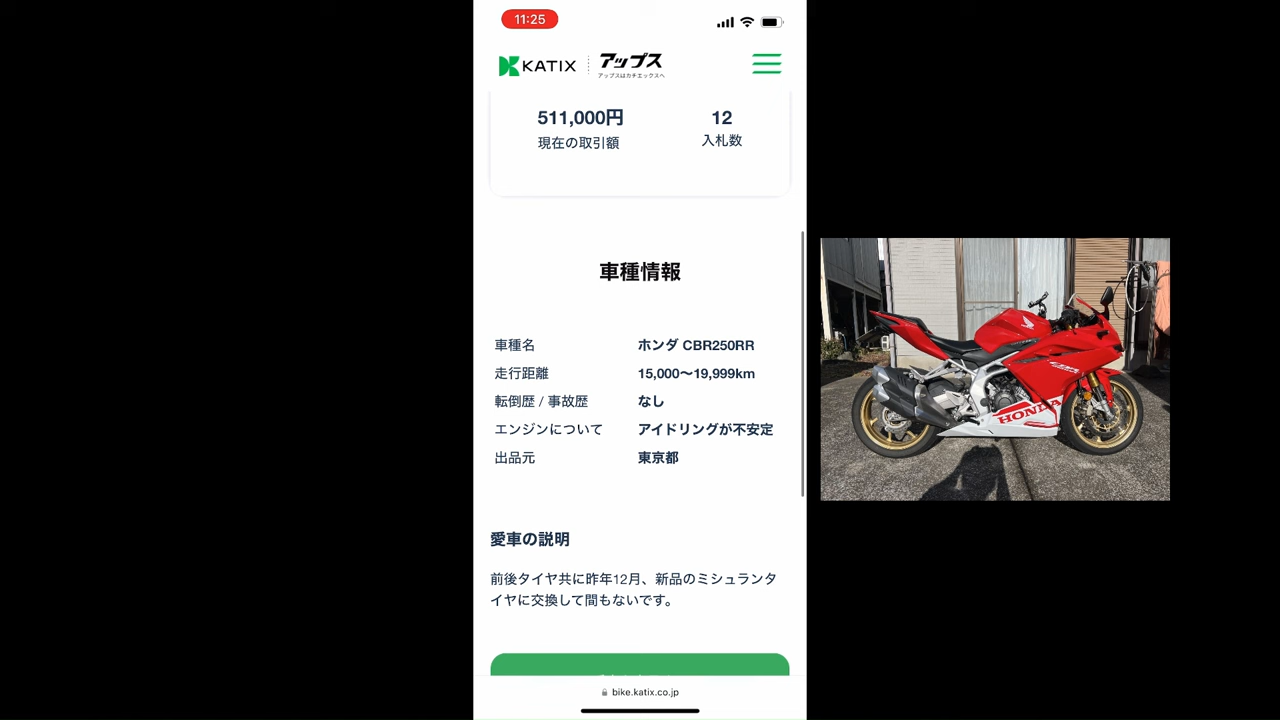 11:25
KATIX
アップス
アップスはカチエックスへ
511,000円
12
現在の取引額
入札数
車種情報
車種名 ホンダ CBR250RR
走行距離 15,000〜19,999km
転倒歴 / 事故歴 なし
エンジンについて アイドリングが不安定
出品元 東京都
愛車の説明
前後タイヤ共に昨年12月、新品のミシュランタ
イヤに交換して間もないです。
bike.katix.co.jp
HONDA